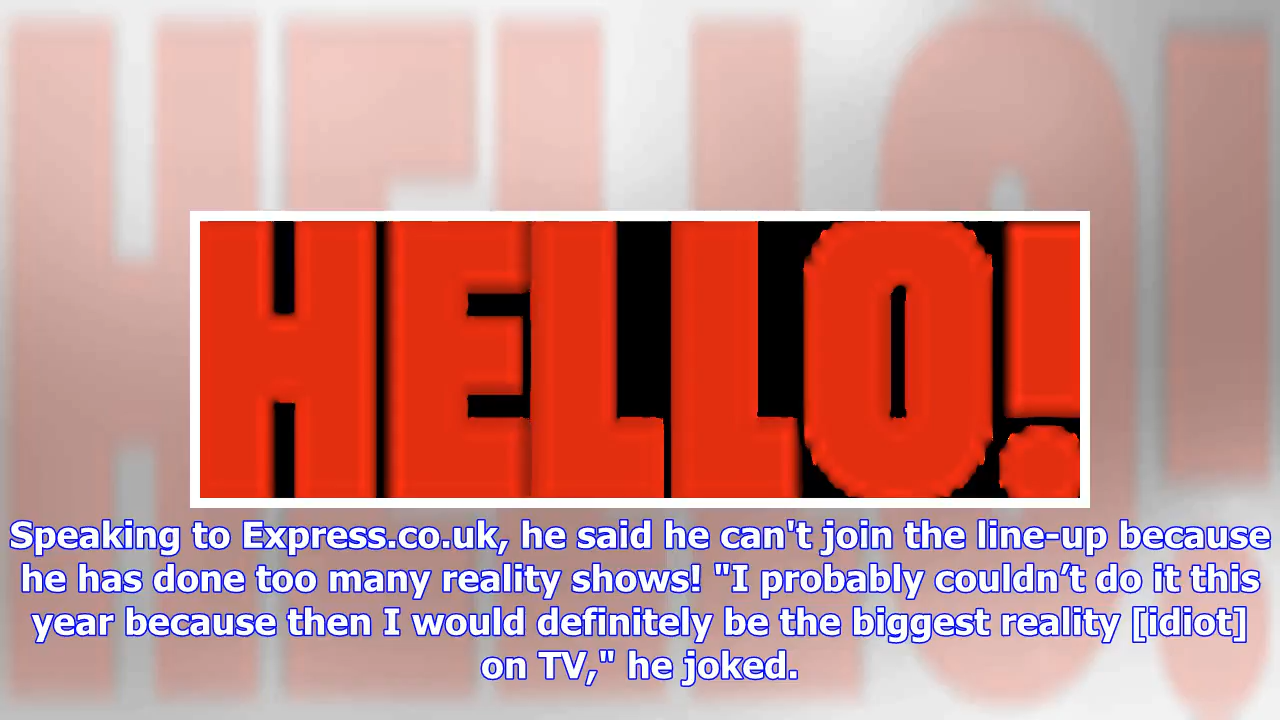 HELLO!
Speaking to Express.co.uk, he said he can't join the line-up because
he has done too many reality shows! "I probably couldn’t do it this
year because then I would definitely be the biggest reality [idiot]
on TV," he joked.